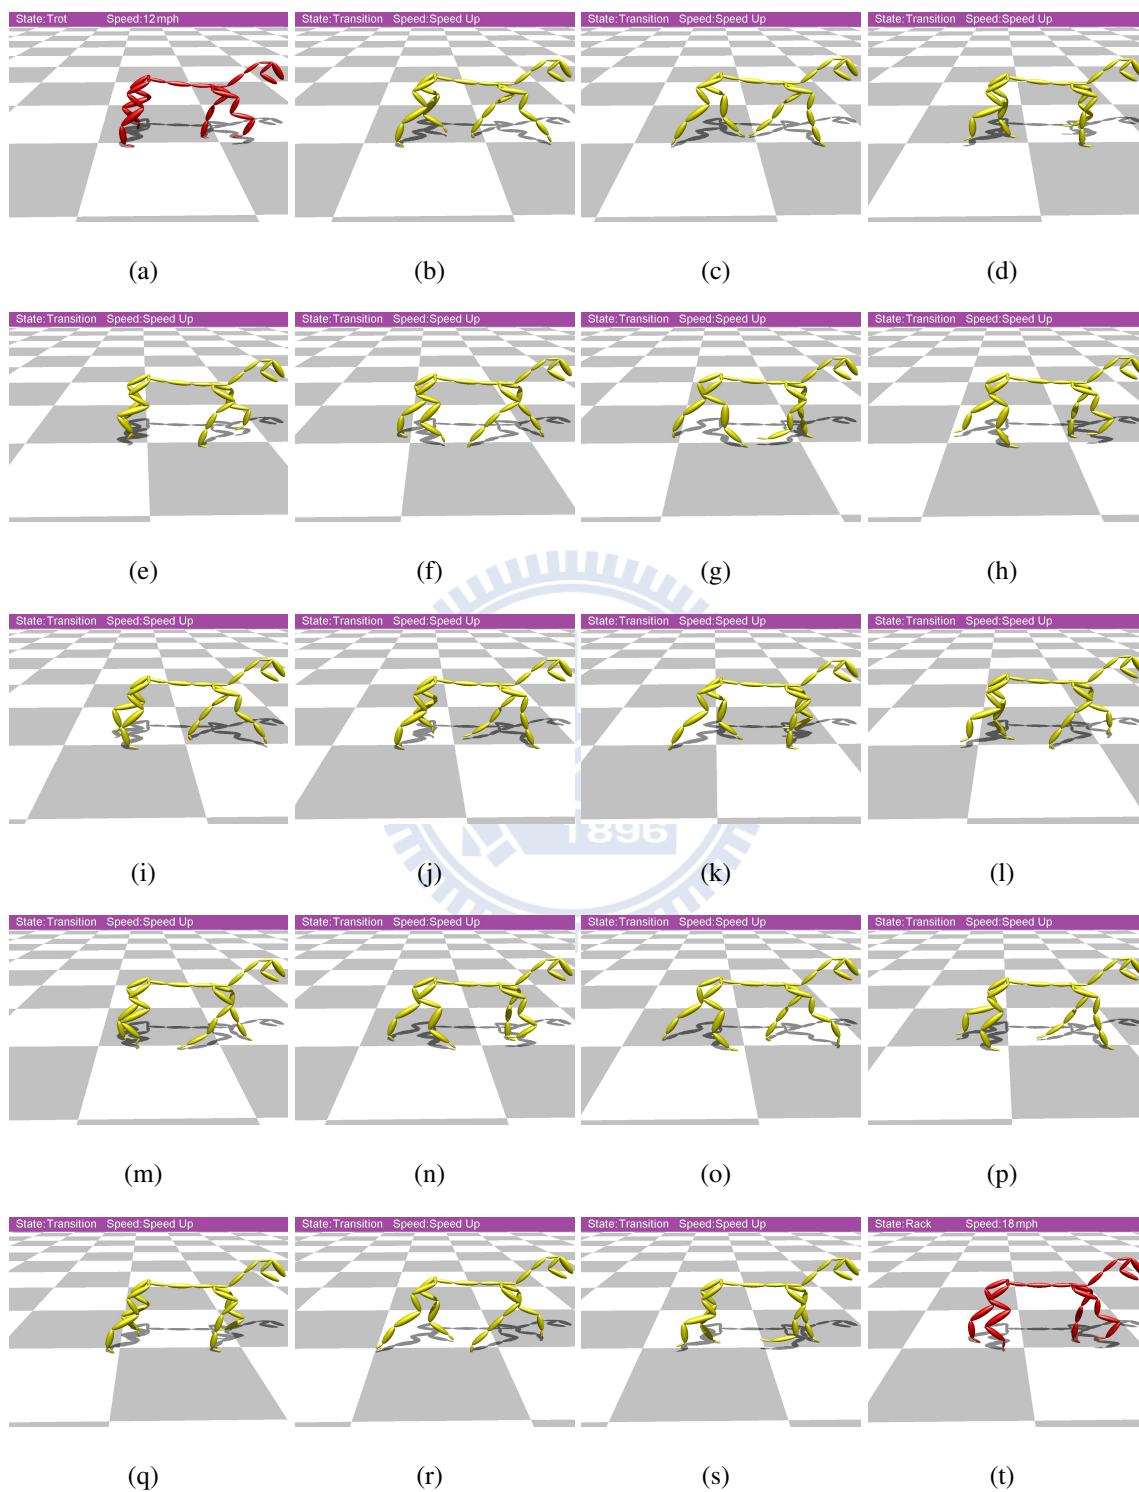 State:Trot Speed:12 mph State:Transition Speed:Speed Up State:Transition Speed:Speed Up State:Transition Speed:Speed Up
(a) (b) (c) (d)
State:Transition Speed:Speed Up State:Transition Speed:Speed Up State:Transition Speed:Speed Up State:Transition Speed:Speed Up
(e) (f) (g) (h)
State:Transition Speed:Speed Up State:Transition Speed:Speed Up State:Transition Speed:Speed Up State:Transition Speed:Speed Up
1896
(i) (j) (k) (l)
State:Transition Speed:Speed Up State:Transition Speed:Speed Up State:Transition Speed:Speed Up State:Transition Speed:Speed Up
(m) (n) (o) (p)
State:Transition Speed:Speed Up State:Transition Speed:Speed Up State:Transition Speed:Speed Up State:Rack Speed:18 mph
(q) (r) (s) (t)